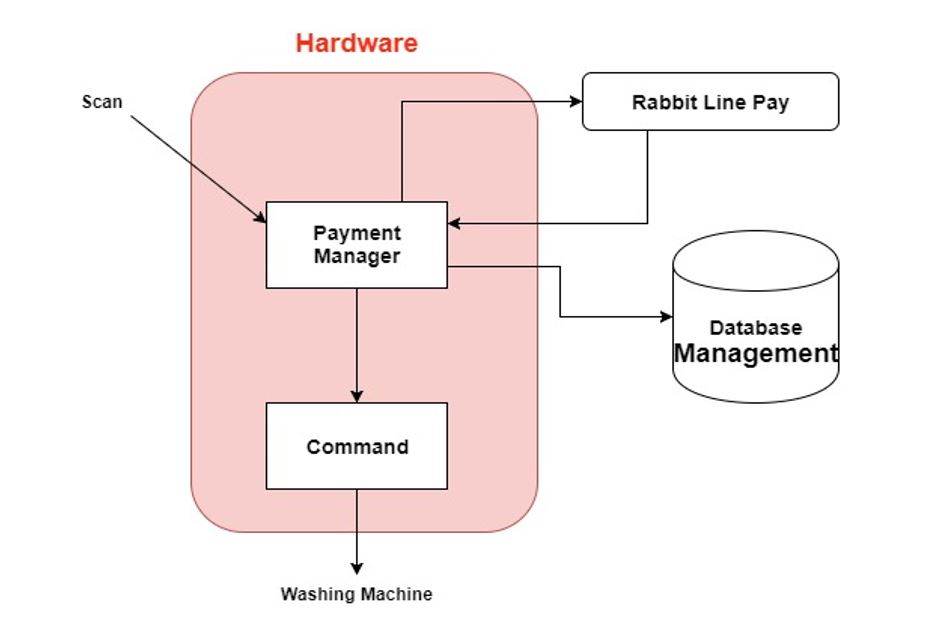 Hardware
Scan
Rabbit Line Pay
Payment
Manager
Database
Management
Command
Washing Machine